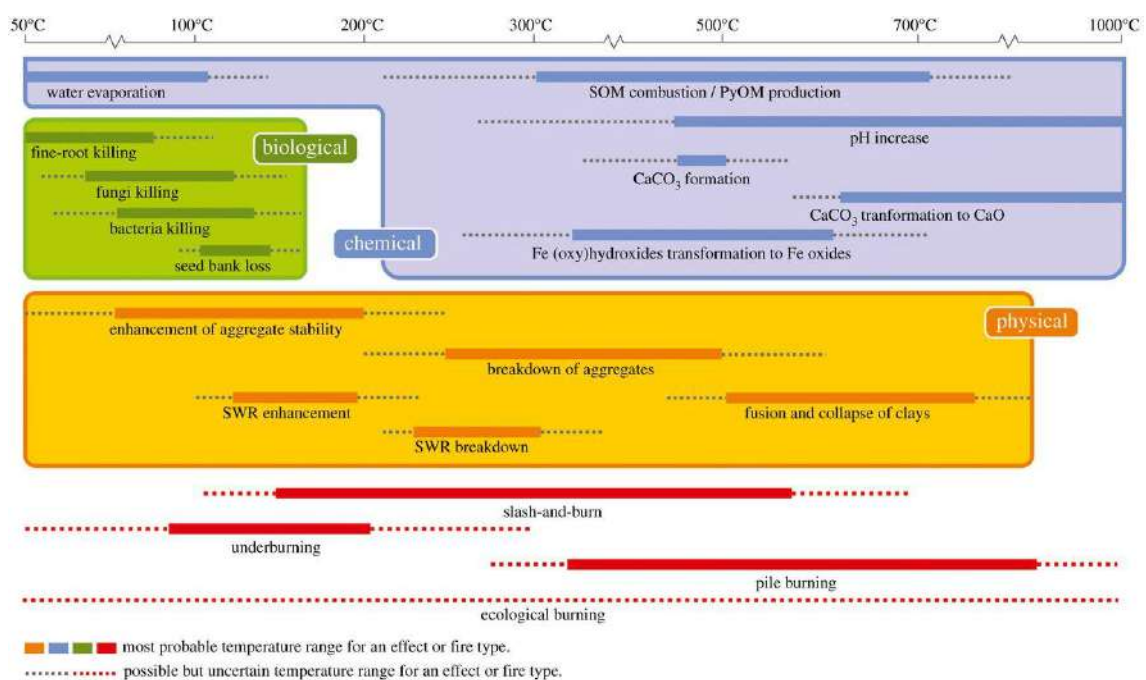 50°C 100°C 200°C 300°C 500°C 700°C 1000°C
water evaporation
SOM combustion / PyOM production
pH increase
biological
fine-root killing
fungi killing
CaCO₃ formation
bacteria killing
CaCO₃ tranformation to CaO
chemical
Fe (oxy)hydroxides transformation to Fe oxides
seed bank loss
physical
enhancement of aggregate stability
breakdown of aggregates
SWR enhancement
fusion and collapse of clays
SWR breakdown
slash-and-burn
underburning
pile burning
ecological burning
most probable temperature range for an effect or fire type.
possible but uncertain temperature range for an effect or fire type.